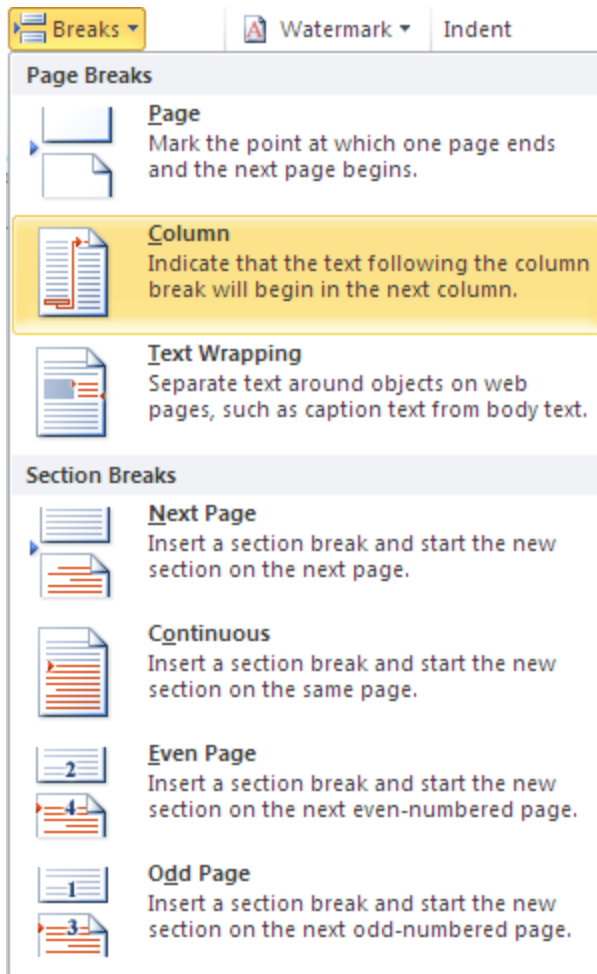 Breaks Watermark Indent
Page Breaks
Page
Mark the point at which one page ends
and the next page begins.
Column
Indicate that the text following the column
break will begin in the next column.
Text Wrapping
Separate text around objects on web
pages, such as caption text from body text.
Section Breaks
Next Page
Insert a section break and start the new
section on the next page.
Continuous
Insert a section break and start the new
section on the same page.
Even Page
2
Insert a section break and start the new
4
section on the next even-numbered page.
Odd Page
1
Insert a section break and start the new
3
section on the next odd-numbered page.